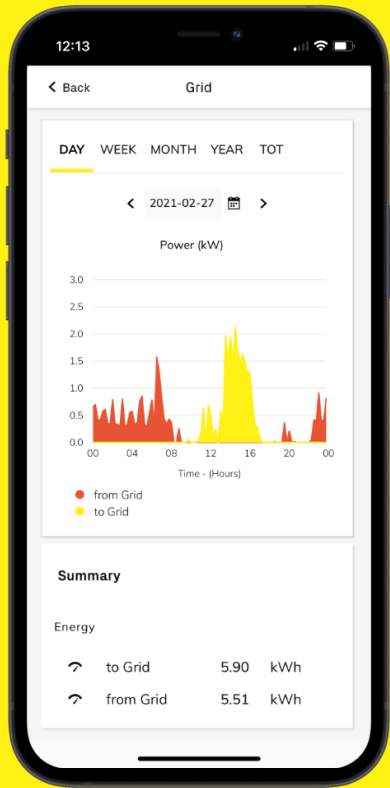 12:13
Back Grid
DAY WEEK MONTH YEAR TOT
2021-02-27
Power (kW)
3.0
2.5
2.0
1.5
1.0
0.5
0.0
00 04 08 12 16 20 00
Time - (Hours)
from Grid
to Grid
Summary
Energy
to Grid 5.90 kWh
from Grid 5.51 kWh